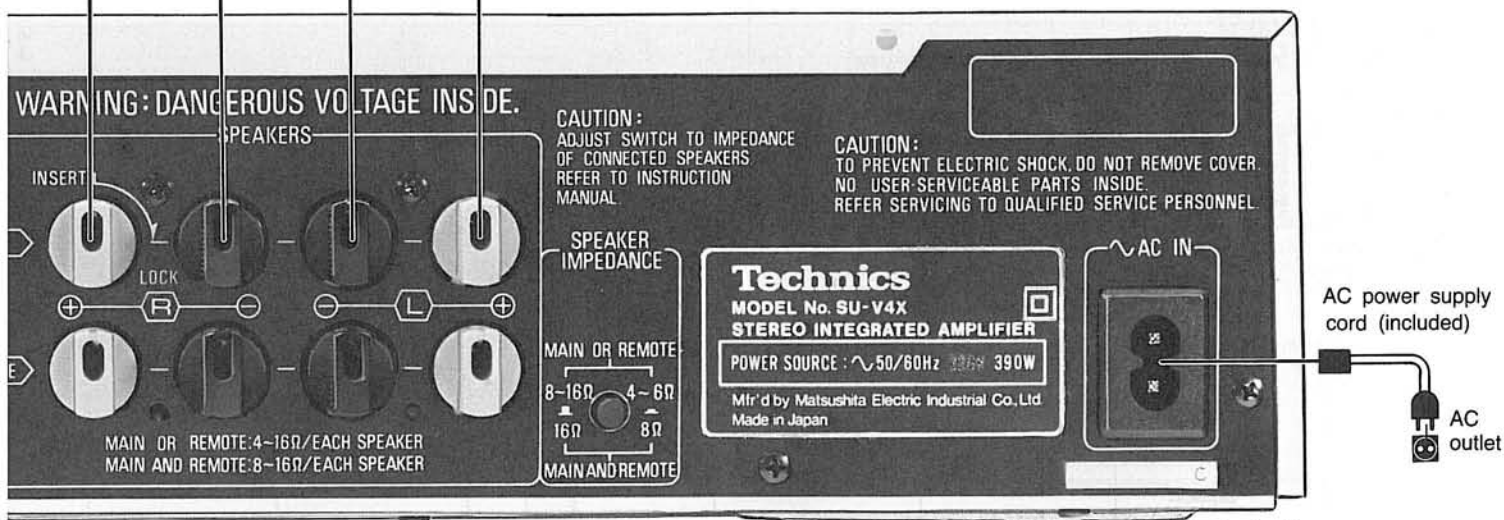 WARNING: DANGEROUS VOLTAGE INSIDE.
SPEAKERS
INSERT
LOCK
⊕ R ⊖ ⊖ L ⊕
E
MAIN OR REMOTE:4~16Ω/EACH SPEAKER
MAIN AND REMOTE:8~16Ω/EACH SPEAKER
CAUTION:
ADJUST SWITCH TO IMPEDANCE
OF CONNECTED SPEAKERS
REFER TO INSTRUCTION
MANUAL.
SPEAKER
IMPEDANCE
MAIN OR REMOTE
8~16Ω 4~6Ω
16Ω 8Ω
MAIN AND REMOTE
CAUTION:
TO PREVENT ELECTRIC SHOCK, DO NOT REMOVE COVER.
NO USER-SERVICEABLE PARTS INSIDE.
REFER SERVICING TO QUALIFIED SERVICE PERSONNEL.
Technics
MODEL No. SU-V4X
STEREO INTEGRATED AMPLIFIER
POWER SOURCE : ∿50/60Hz 390W
Mfr'd by Matsushita Electric Industrial Co., Ltd.
Made in Japan
∿ AC IN
C
AC power supply
cord (included)
AC
outlet